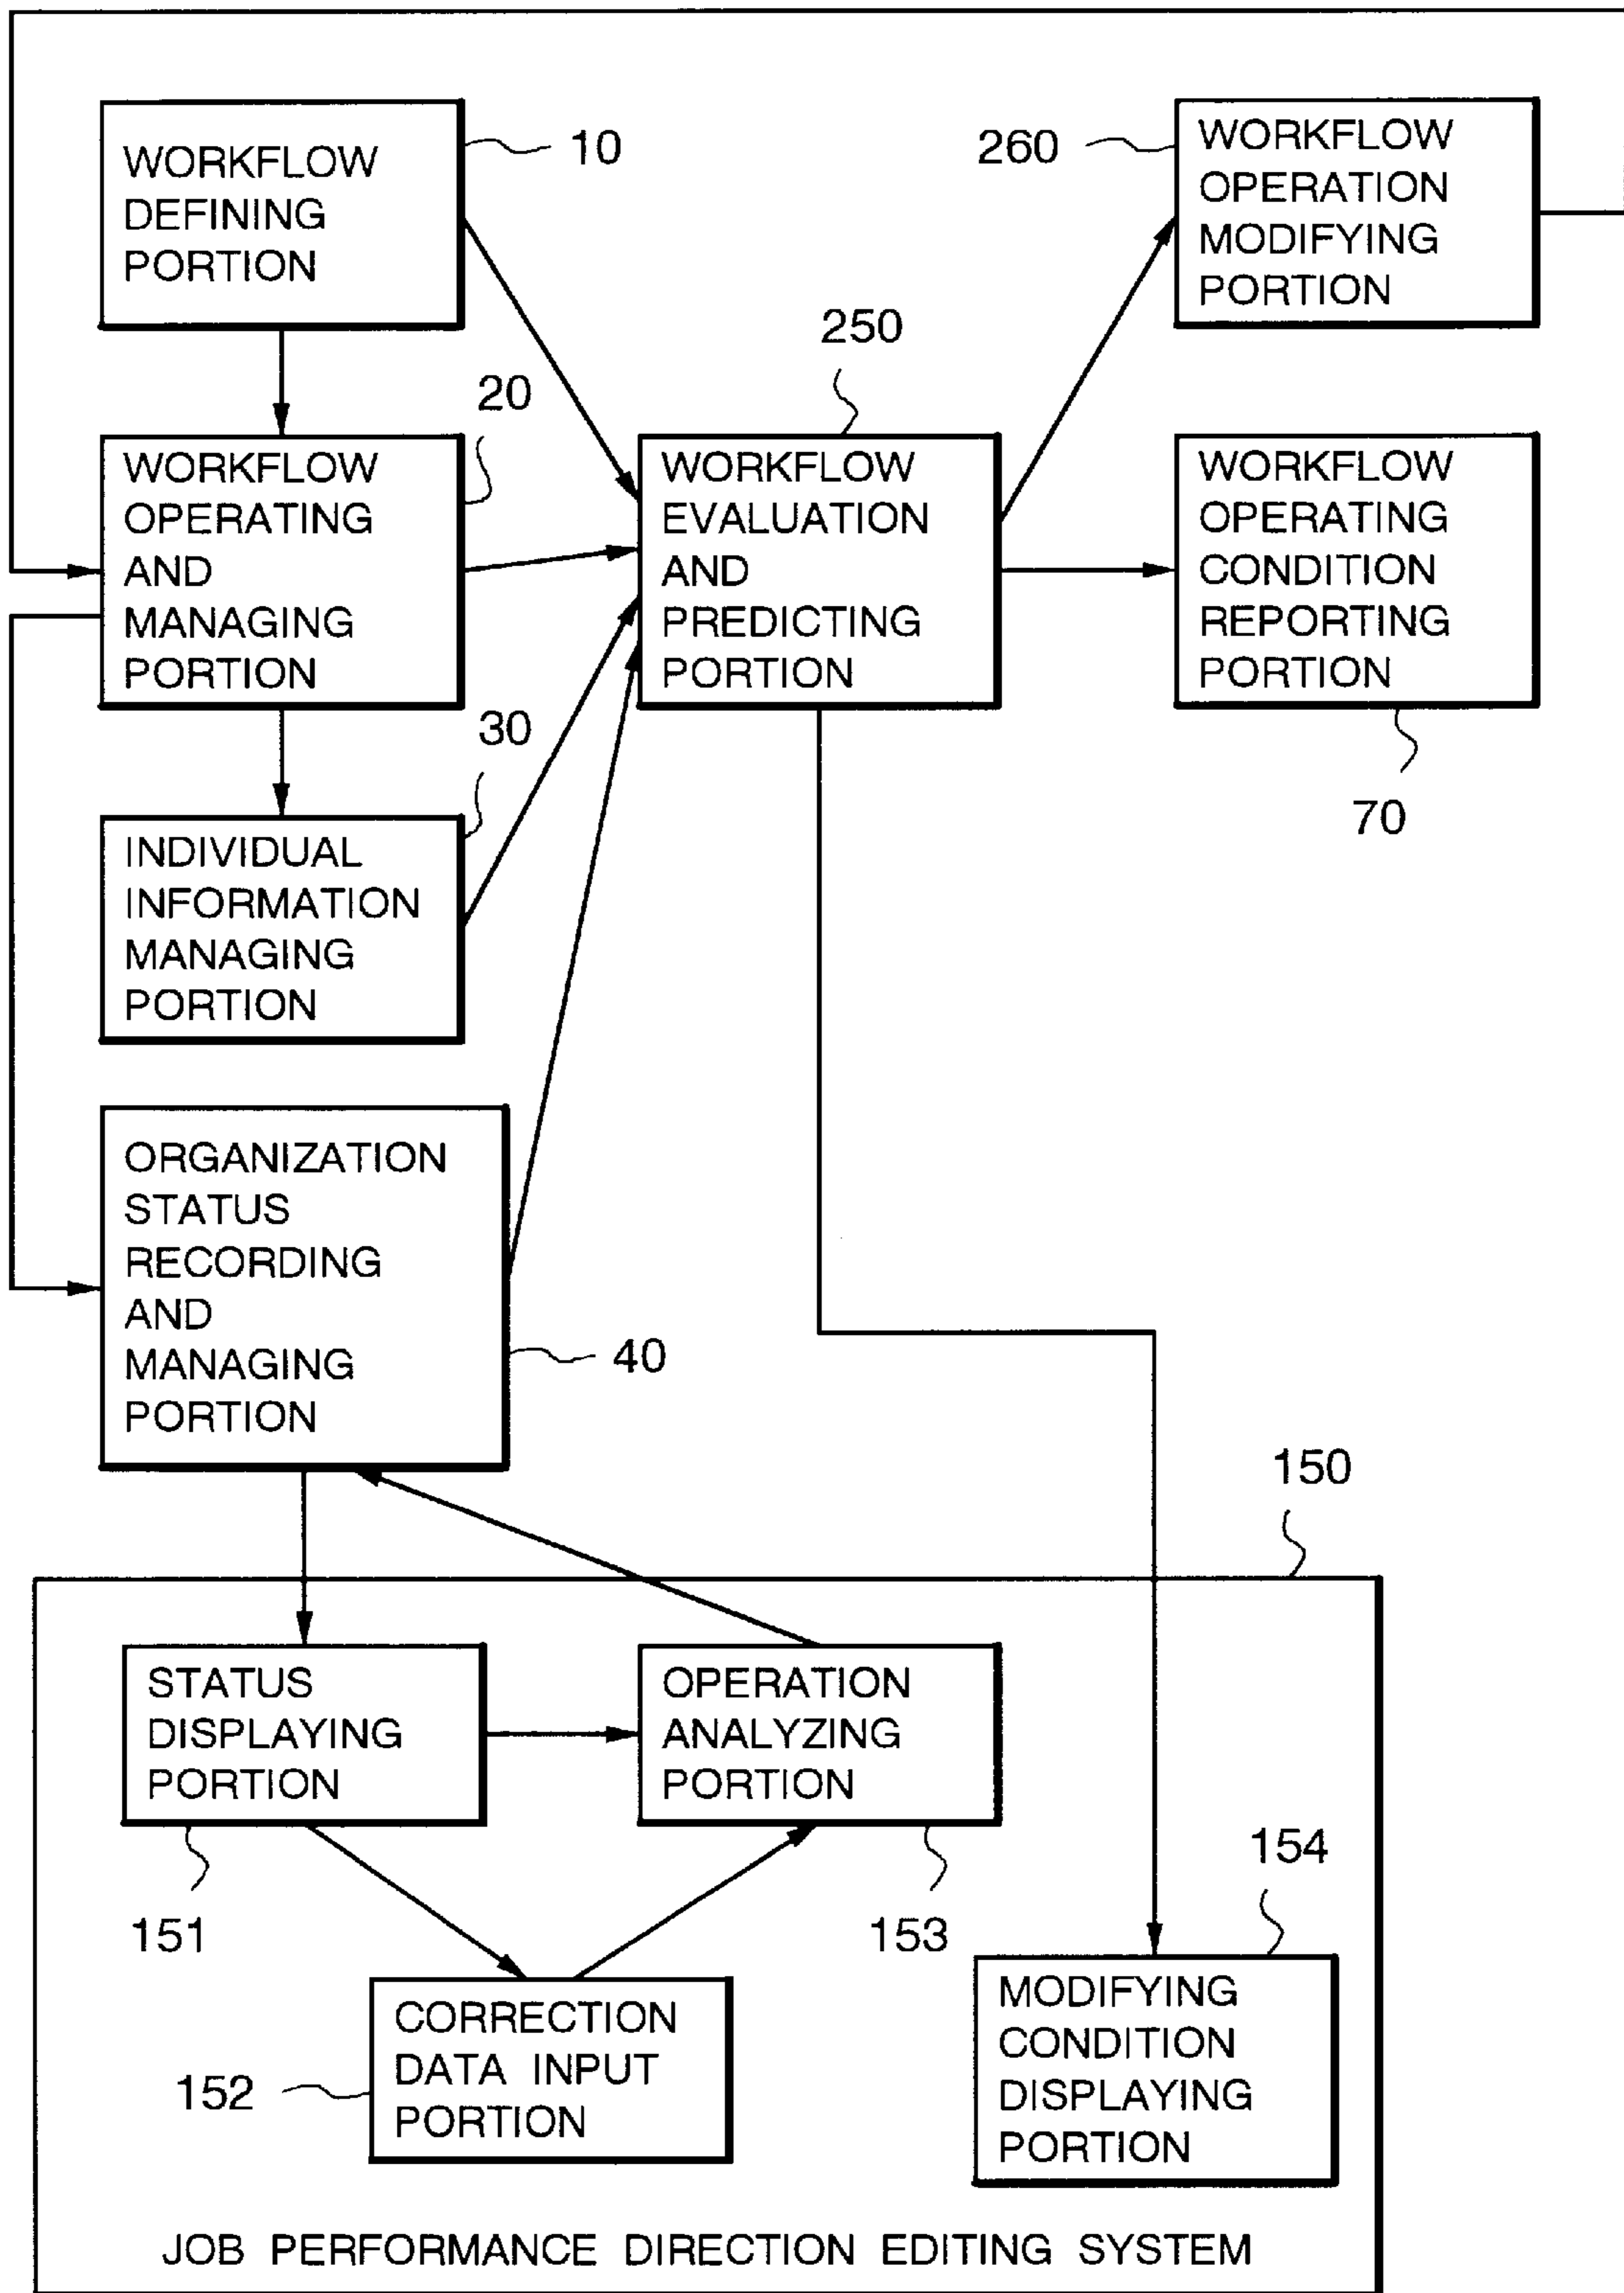 WORKFLOW
DEFINING
PORTION
10
260
WORKFLOW
OPERATION
MODIFYING
PORTION
250
20
WORKFLOW
OPERATING
AND
MANAGING
PORTION
WORKFLOW
EVALUATION
AND
PREDICTING
PORTION
WORKFLOW
OPERATING
CONDITION
REPORTING
PORTION
70
30
INDIVIDUAL
INFORMATION
MANAGING
PORTION
ORGANIZATION
STATUS
RECORDING
AND
MANAGING
PORTION
40
150
STATUS
DISPLAYING
PORTION
151
OPERATION
ANALYZING
PORTION
153
154
152
CORRECTION
DATA INPUT
PORTION
MODIFYING
CONDITION
DISPLAYING
PORTION
JOB PERFORMANCE DIRECTION EDITING SYSTEM